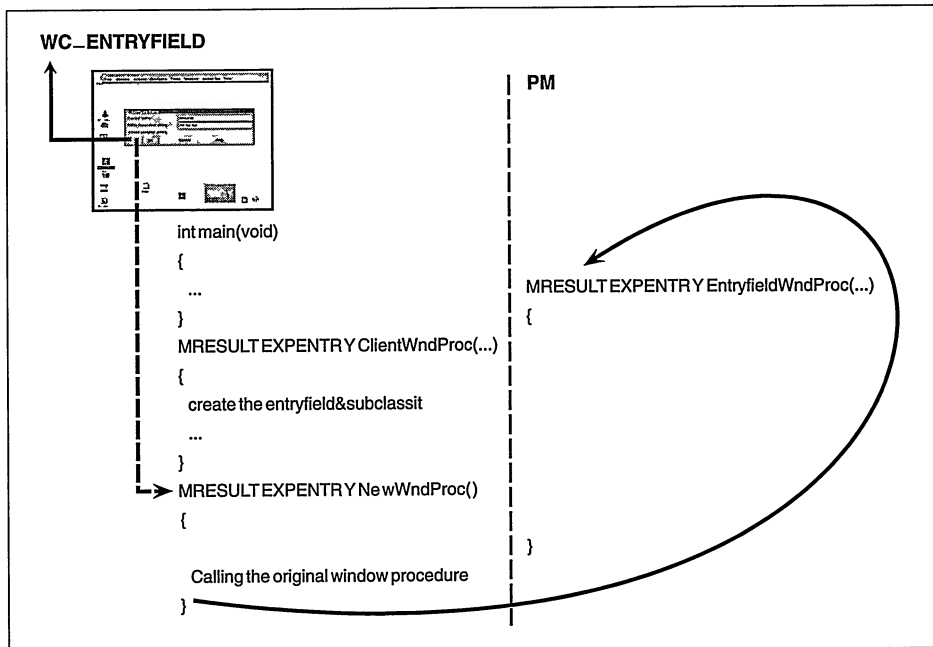 WC_ENTRYFIELD
PM
int main(void)
{
...
}
MRESULT EXPENTRY ClientWndProc(...)
{
create the entryfield&subclassit
...
}
MRESULT EXPENTRY NewWndProc()
{
Calling the original window procedure
}
MRESULT EXPENTRY EntryfieldWndProc(...)
{
}